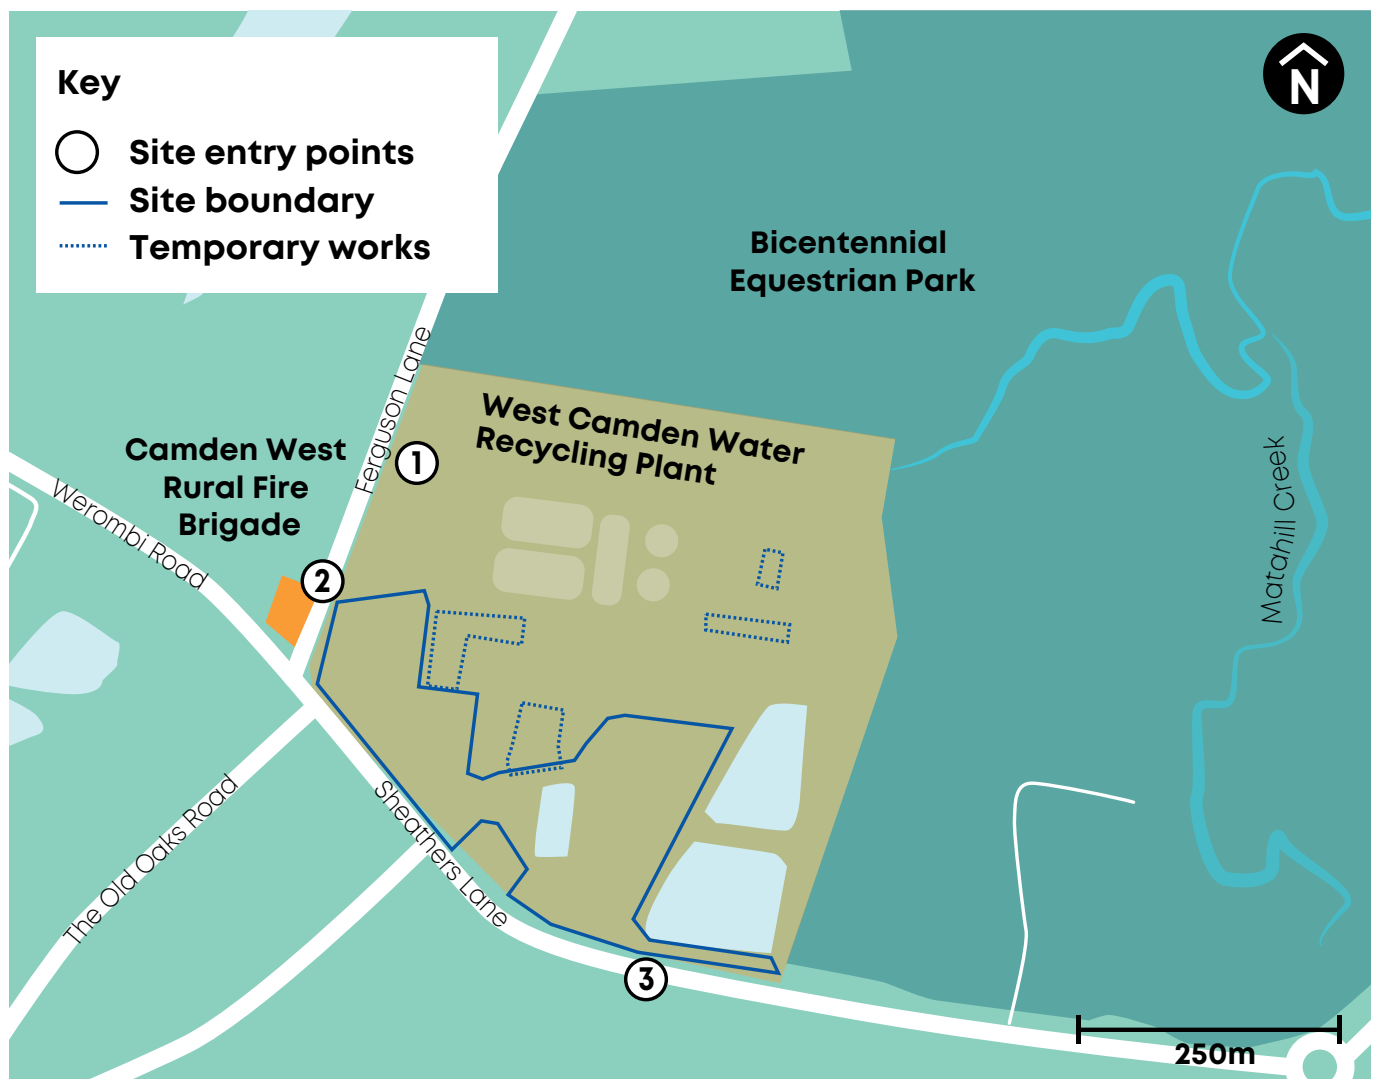 Key
Site entry points
Site boundary
Temporary works
N
Bicentennial
Equestrian Park
Ferguson Lane
West Camden Water
Recycling Plant
Camden West
Rural Fire
Brigade
1
Werombi Road
2
Matahill Creek
The Old Oaks Road
Sheathers Lane
3
250m